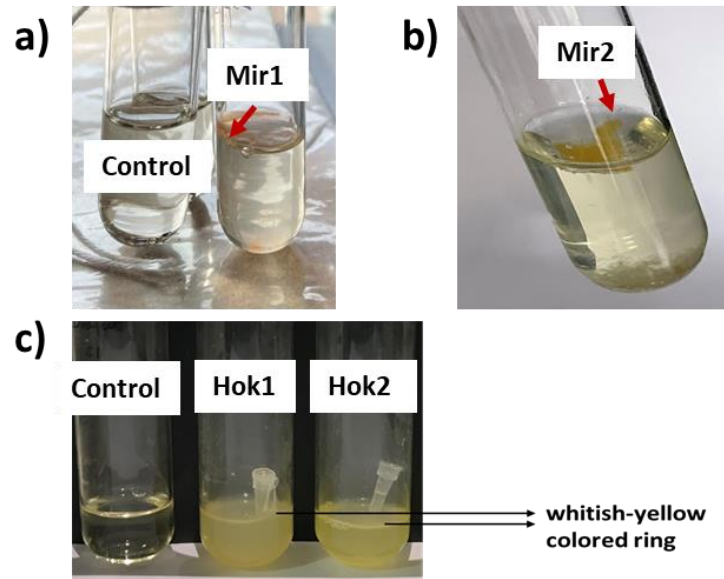 a)
Mir1
Control
b)
Mir2
c)
Control
Hok1
Hok2
whitish-yellow
colored ring